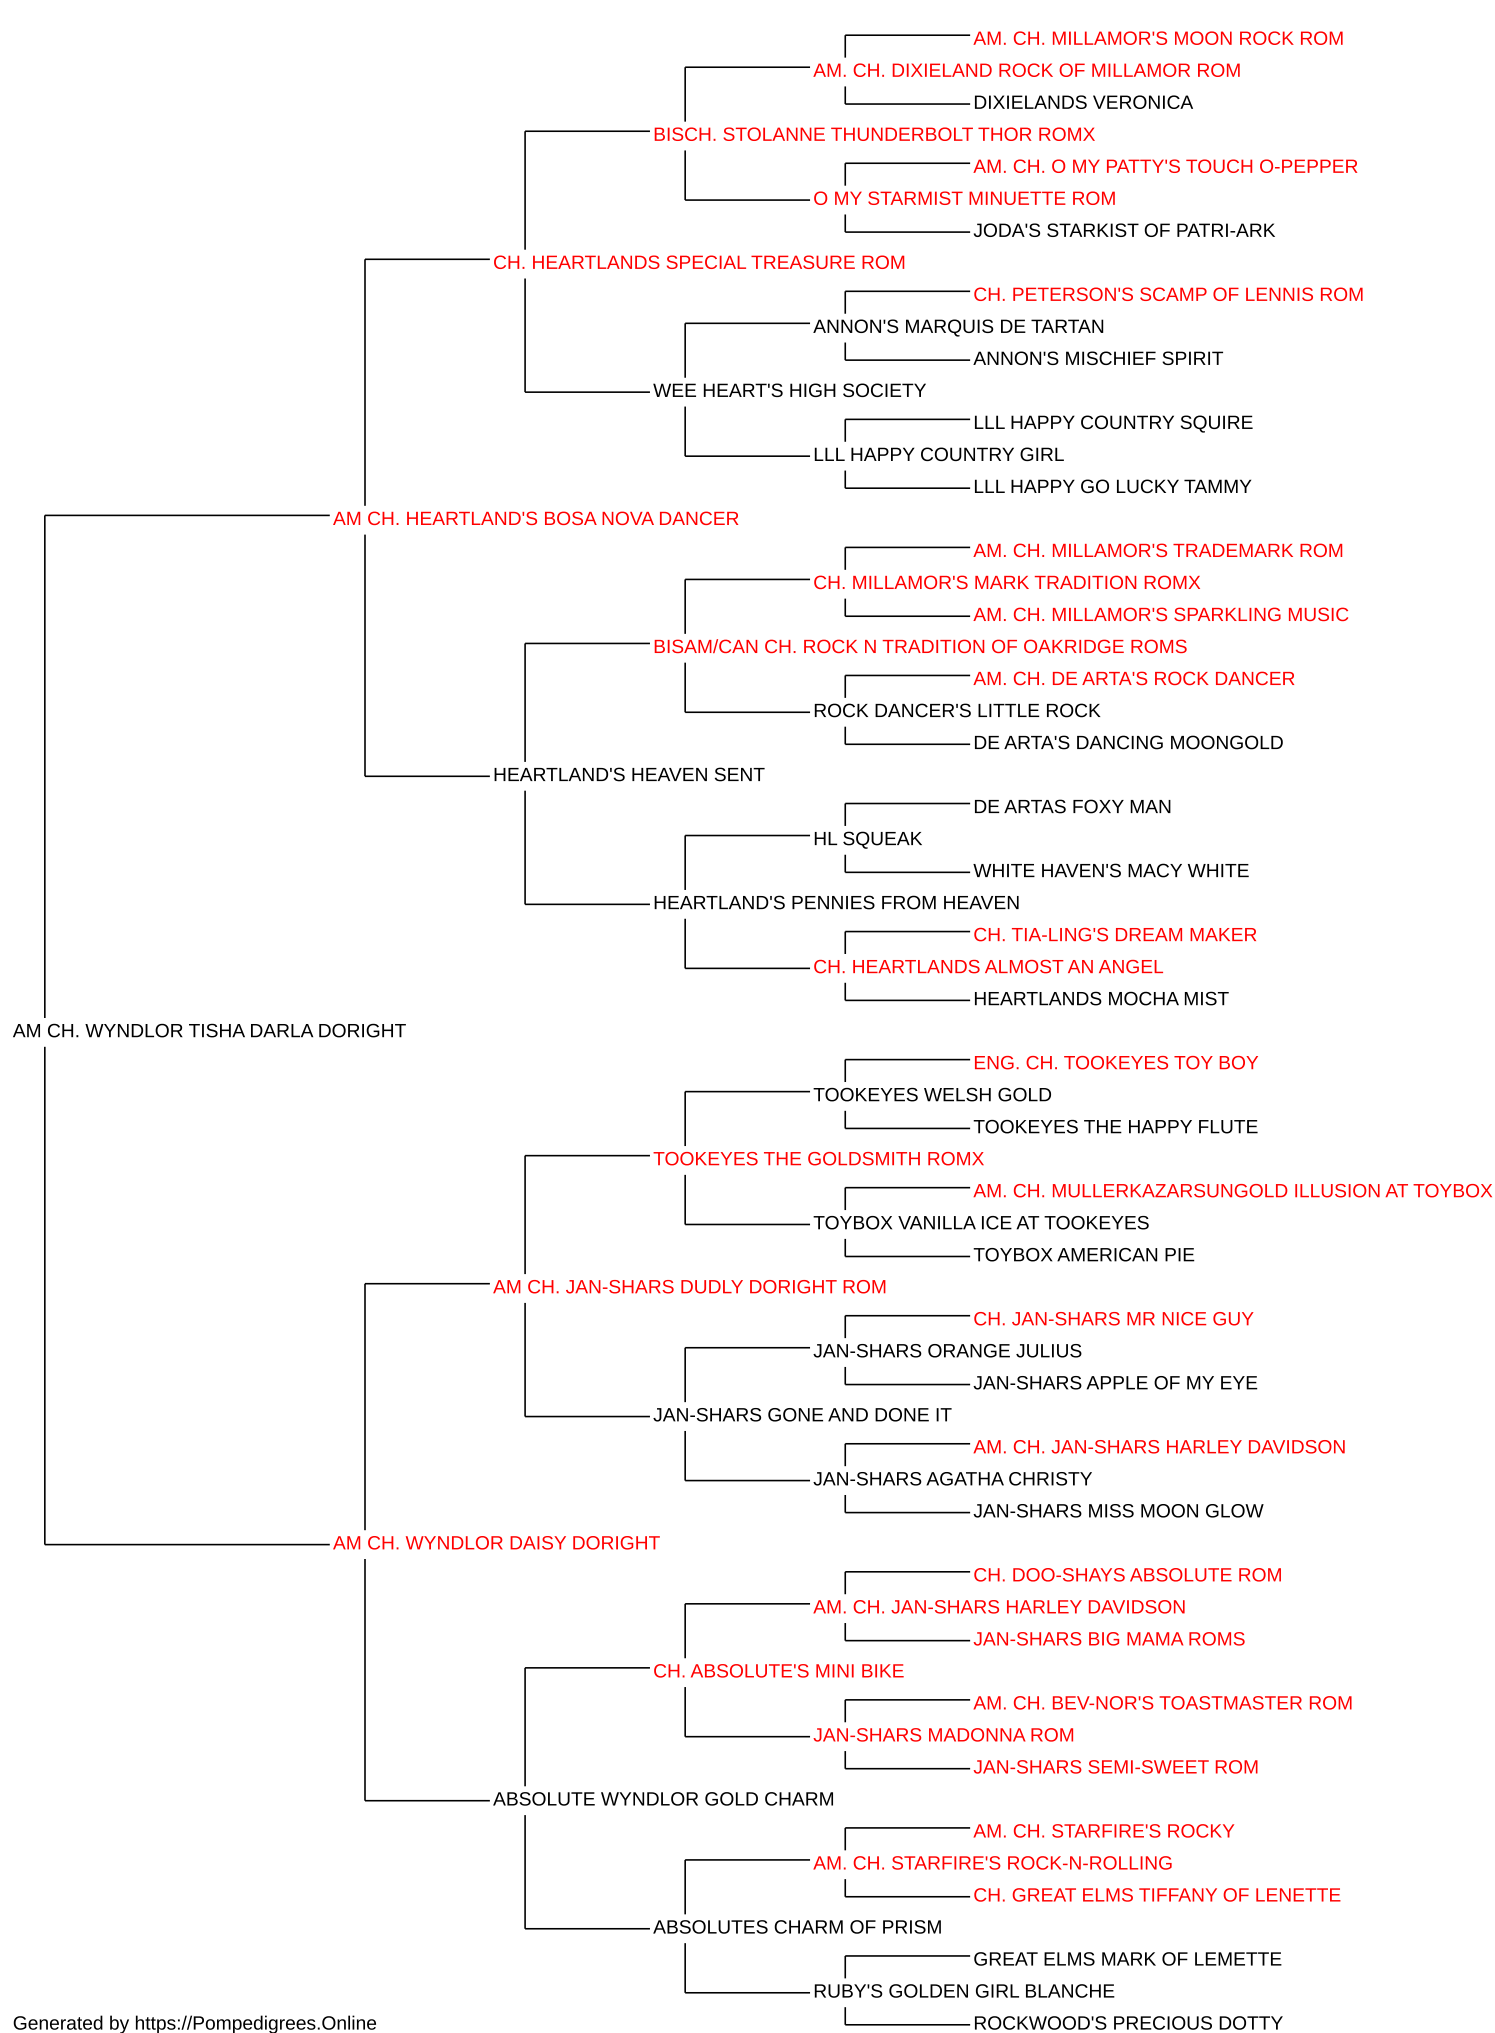 AM. CH. MILLAMOR'S MOON ROCK ROM
AM. CH. DIXIELAND ROCK OF MILLAMOR ROM
DIXIELANDS VERONICA
BISCH. STOLANNE THUNDERBOLT THOR ROMX
AM. CH. O MY PATTY'S TOUCH O-PEPPER
O MY STARMIST MINUETTE ROM
JODA'S STARKIST OF PATRI-ARK
CH. HEARTLANDS SPECIAL TREASURE ROM
CH. PETERSON'S SCAMP OF LENNIS ROM
ANNON'S MARQUIS DE TARTAN
ANNON'S MISCHIEF SPIRIT
WEE HEART'S HIGH SOCIETY
LLL HAPPY COUNTRY SQUIRE
LLL HAPPY COUNTRY GIRL
LLL HAPPY GO LUCKY TAMMY
AM CH. HEARTLAND'S BOSA NOVA DANCER
AM. CH. MILLAMOR'S TRADEMARK ROM
CH. MILLAMOR'S MARK TRADITION ROMX
AM. CH. MILLAMOR'S SPARKLING MUSIC
BISAM/CAN CH. ROCK N TRADITION OF OAKRIDGE ROMS
AM. CH. DE ARTA'S ROCK DANCER
ROCK DANCER'S LITTLE ROCK
DE ARTA'S DANCING MOONGOLD
HEARTLAND'S HEAVEN SENT
DE ARTAS FOXY MAN
HL SQUEAK
WHITE HAVEN'S MACY WHITE
HEARTLAND'S PENNIES FROM HEAVEN
CH. TIA-LING'S DREAM MAKER
CH. HEARTLANDS ALMOST AN ANGEL
HEARTLANDS MOCHA MIST
AM CH. WYNDLOR TISHA DARLA DORIGHT
ENG. CH. TOOKEYES TOY BOY
TOOKEYES WELSH GOLD
TOOKEYES THE HAPPY FLUTE
TOOKEYES THE GOLDSMITH ROMX
AM. CH. MULLERKAZARSUNGOLD ILLUSION AT TOYBOX
TOYBOX VANILLA ICE AT TOOKEYES
TOYBOX AMERICAN PIE
AM CH. JAN-SHARS DUDLY DORIGHT ROM
CH. JAN-SHARS MR NICE GUY
JAN-SHARS ORANGE JULIUS
JAN-SHARS APPLE OF MY EYE
JAN-SHARS GONE AND DONE IT
AM. CH. JAN-SHARS HARLEY DAVIDSON
JAN-SHARS AGATHA CHRISTY
JAN-SHARS MISS MOON GLOW
AM CH. WYNDLOR DAISY DORIGHT
CH. DOO-SHAYS ABSOLUTE ROM
AM. CH. JAN-SHARS HARLEY DAVIDSON
JAN-SHARS BIG MAMA ROMS
CH. ABSOLUTE'S MINI BIKE
AM. CH. BEV-NOR'S TOASTMASTER ROM
JAN-SHARS MADONNA ROM
JAN-SHARS SEMI-SWEET ROM
ABSOLUTE WYNDLOR GOLD CHARM
AM. CH. STARFIRE'S ROCKY
AM. CH. STARFIRE'S ROCK-N-ROLLING
CH. GREAT ELMS TIFFANY OF LENETTE
ABSOLUTES CHARM OF PRISM
GREAT ELMS MARK OF LEMETTE
RUBY'S GOLDEN GIRL BLANCHE
ROCKWOOD'S PRECIOUS DOTTY
Generated by https://Pompedigrees.Online